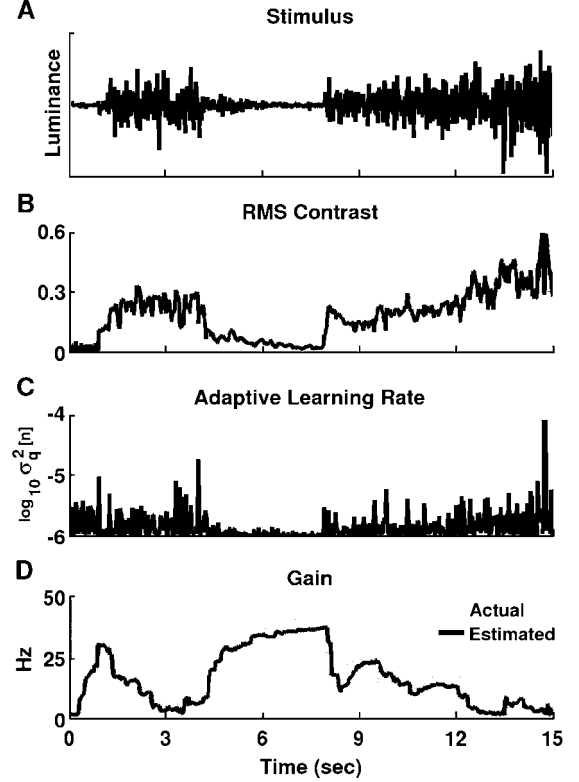 A
Stimulus
Luminance
B
RMS Contrast
0.6
0.3
0
C
Adaptive Learning Rate
-4
-5
-6
log10 σq2 [n]
D
Gain
50
25
0
Hz
Actual
Estimated
0 3 6 9 12 15
Time (sec)